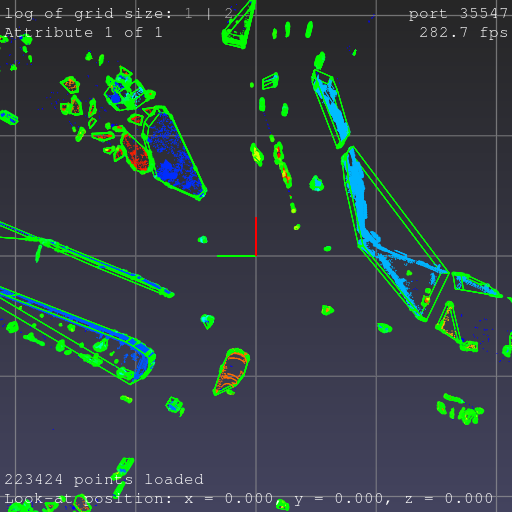 log of grid size: 1 | 2
port 35547
Attribute 1 of 1
282.7 fps
223424 points loaded
Look-at position: x = 0.000, y = 0.000, z = 0.000